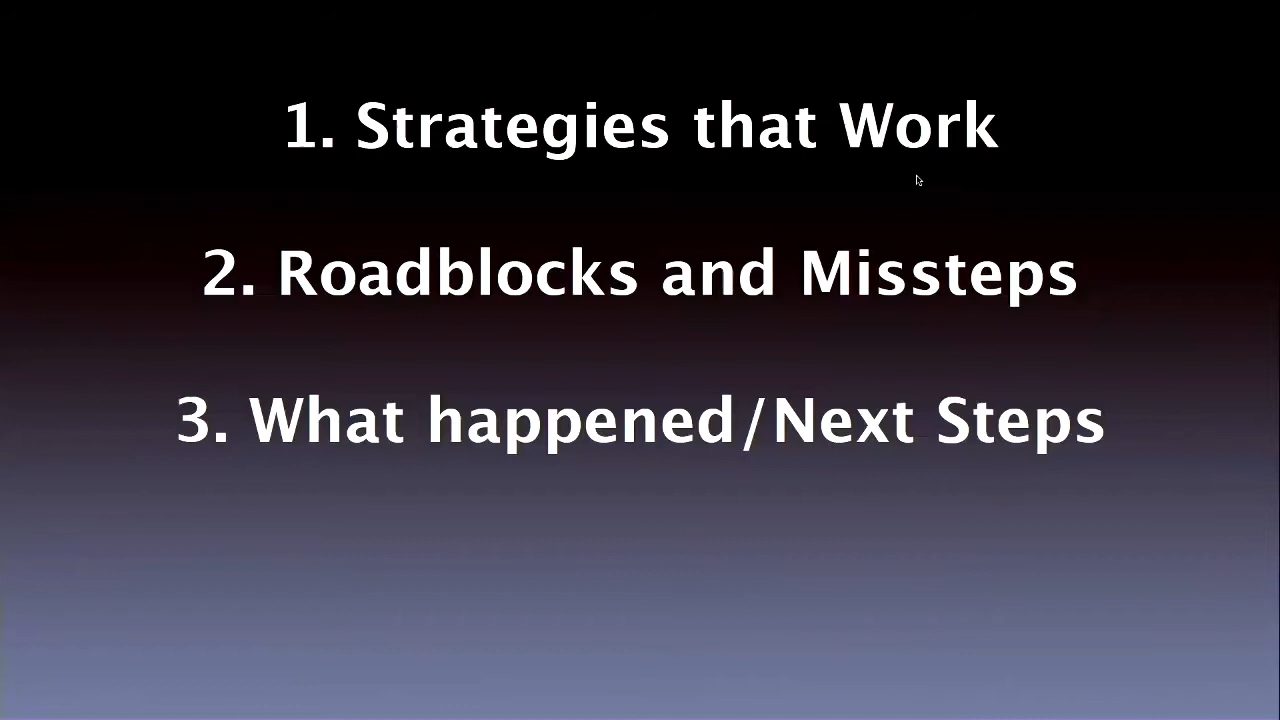 1. Strategies that Work
2. Roadblocks and Missteps
3. What happened/Next Steps